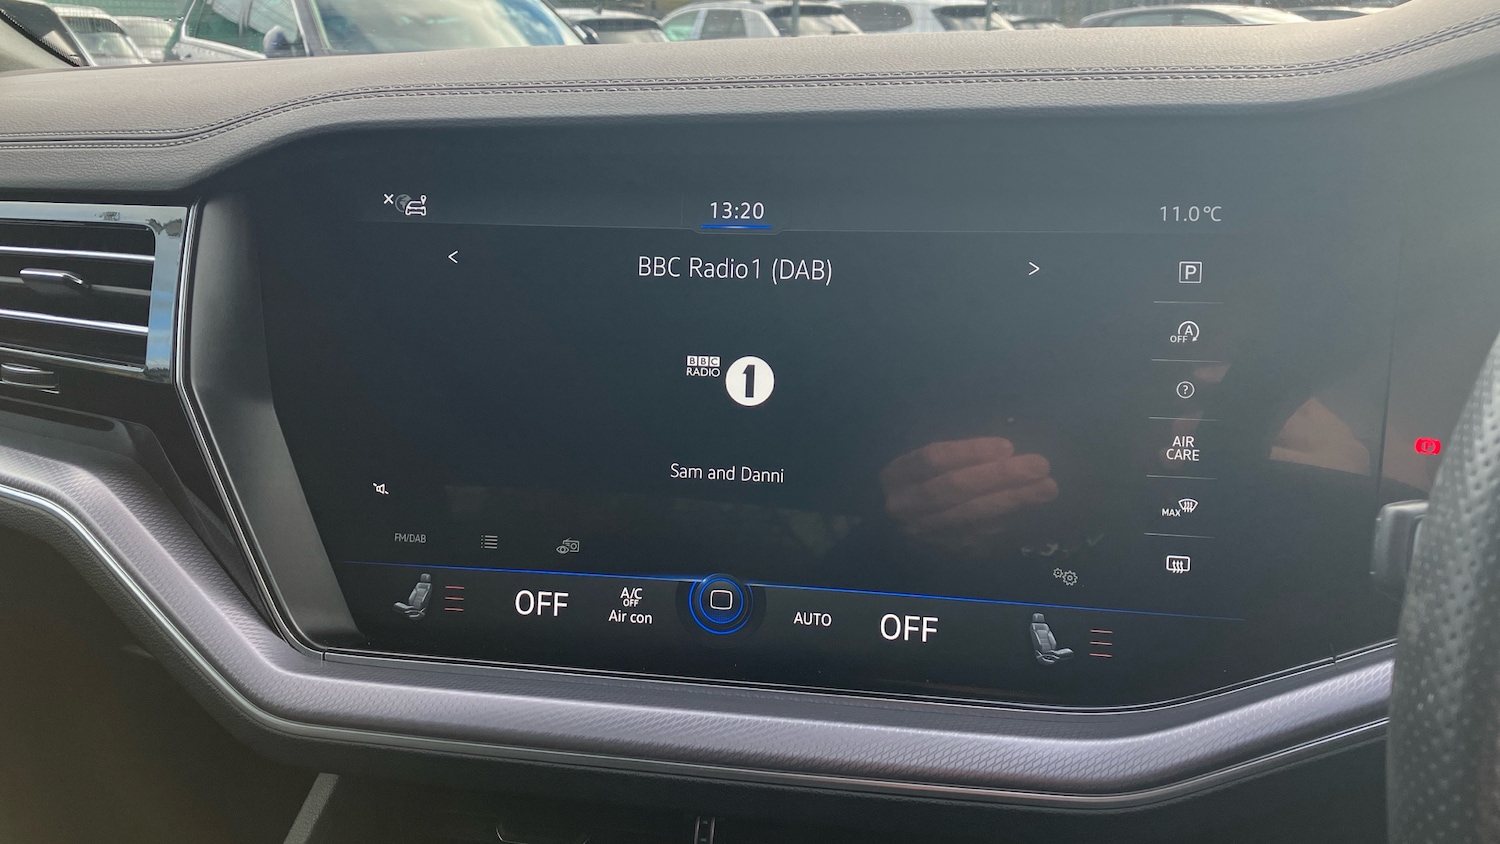 13:20
11.0°C
< BBC Radio1 (DAB) >
P
A
OFF
BBC
RADIO
1
?
AIR
CARE
Sam and Danni
MAX
FM/DAB
OFF
A/C
OFF
Air con
AUTO
OFF